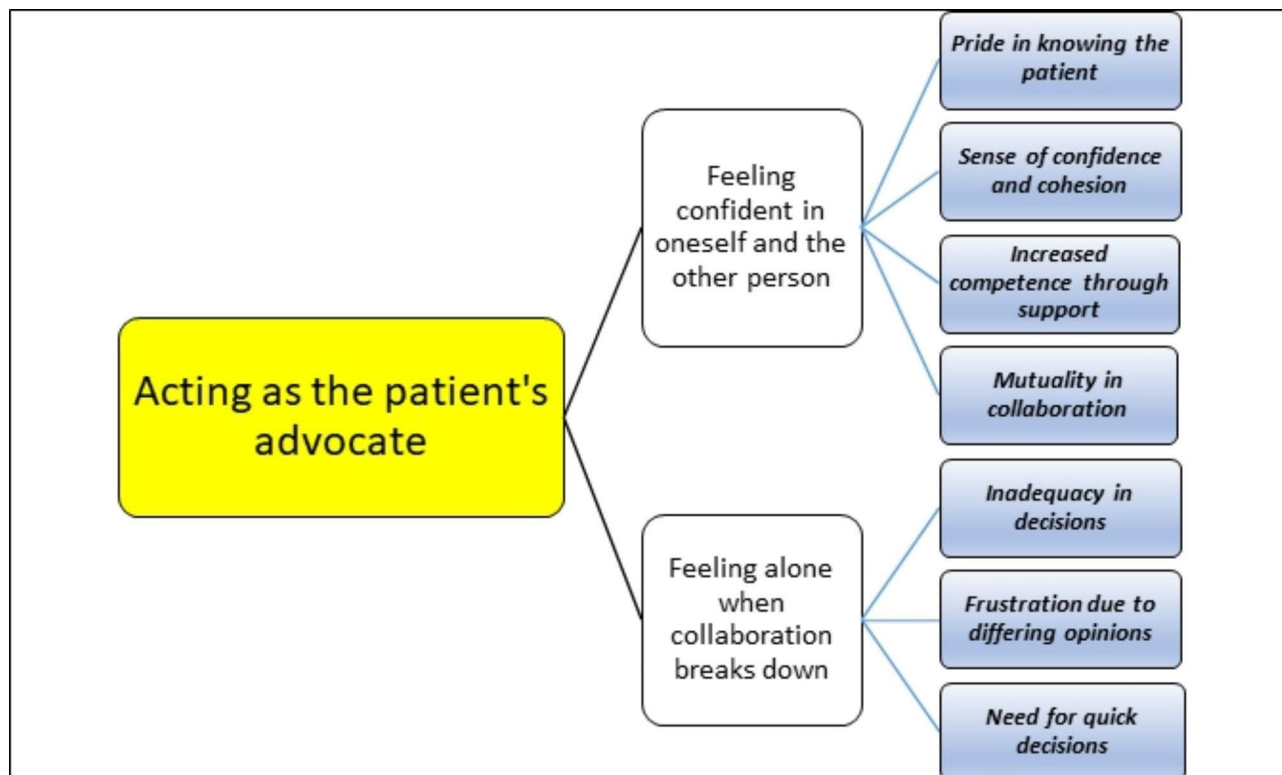 Acting as the patient's
advocate
Feeling
confident in
oneself and the
other person
Pride in knowing the
patient
Sense of confidence
and cohesion
Increased
competence through
support
Mutuality in
collaboration
Feeling alone
when
collaboration
breaks down
Inadequacy in
decisions
Frustration due to
differing opinions
Need for quick
decisions